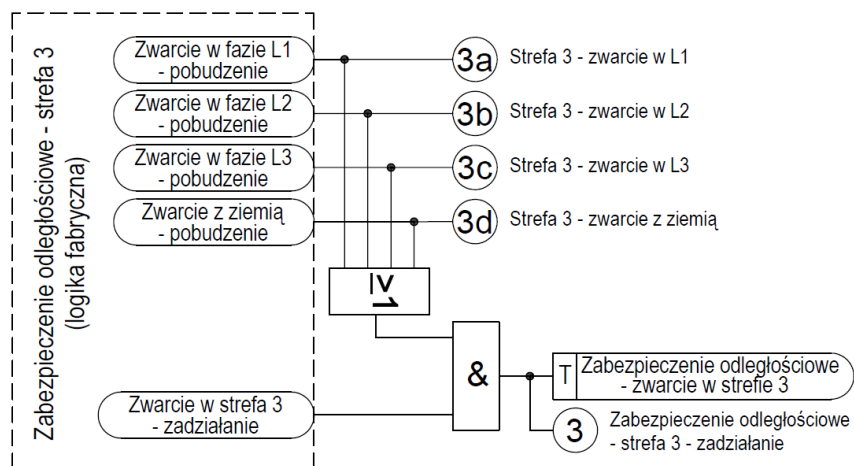 Zabezpieczenie odległościowe - strefa 3
(logika fabryczna)
Zwarcie w fazie L1
- pobudzenie
3a
Strefa 3 - zwarcie w L1
Zwarcie w fazie L2
- pobudzenie
3b
Strefa 3 - zwarcie w L2
Zwarcie w fazie L3
- pobudzenie
3c
Strefa 3 - zwarcie w L3
Zwarcie z ziemią
- pobudzenie
3d
Strefa 3 - zwarcie z ziemią
≥1
&
T
Zabezpieczenie odległościowe
- zwarcie w strefie 3
Zwarcie w strefa 3
- zadziałanie
3
Zabezpieczenie odległościowe
- strefa 3 - zadziałanie